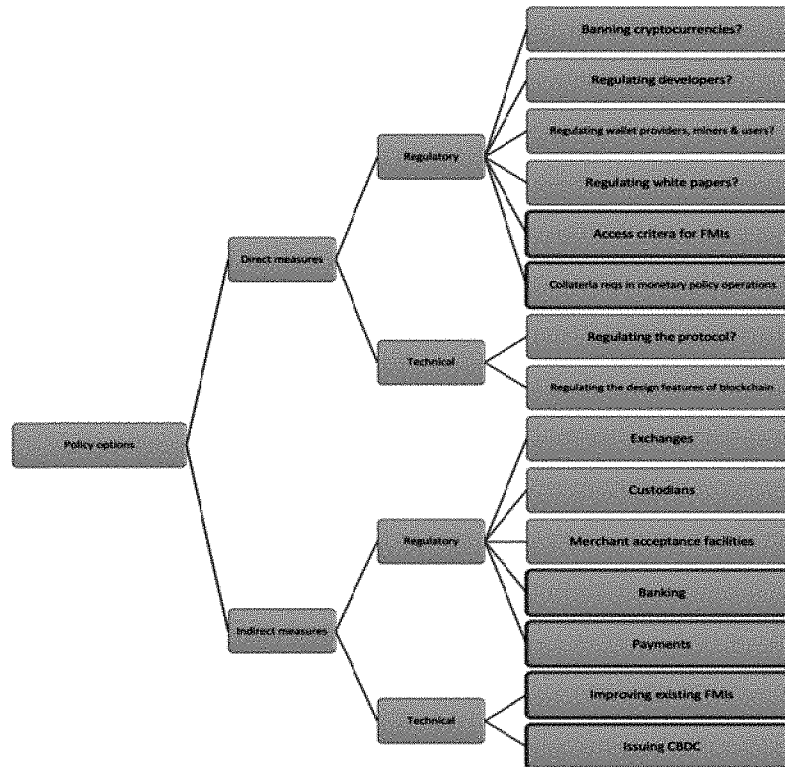 Policy options
Direct measures
Regulatory
Banning cryptocurrencies?
Regulating developers?
Regulating wallet providers, miners & users?
Regulating white papers?
Access critera for FMIs
Collateria reqs in monetary policy operations
Technical
Regulating the protocol?
Regulating the design features of blockchain
Indirect measures
Regulatory
Exchanges
Custodians
Merchant acceptance facilities
Banking
Payments
Technical
Improving existing FMIs
Issuing CBDC